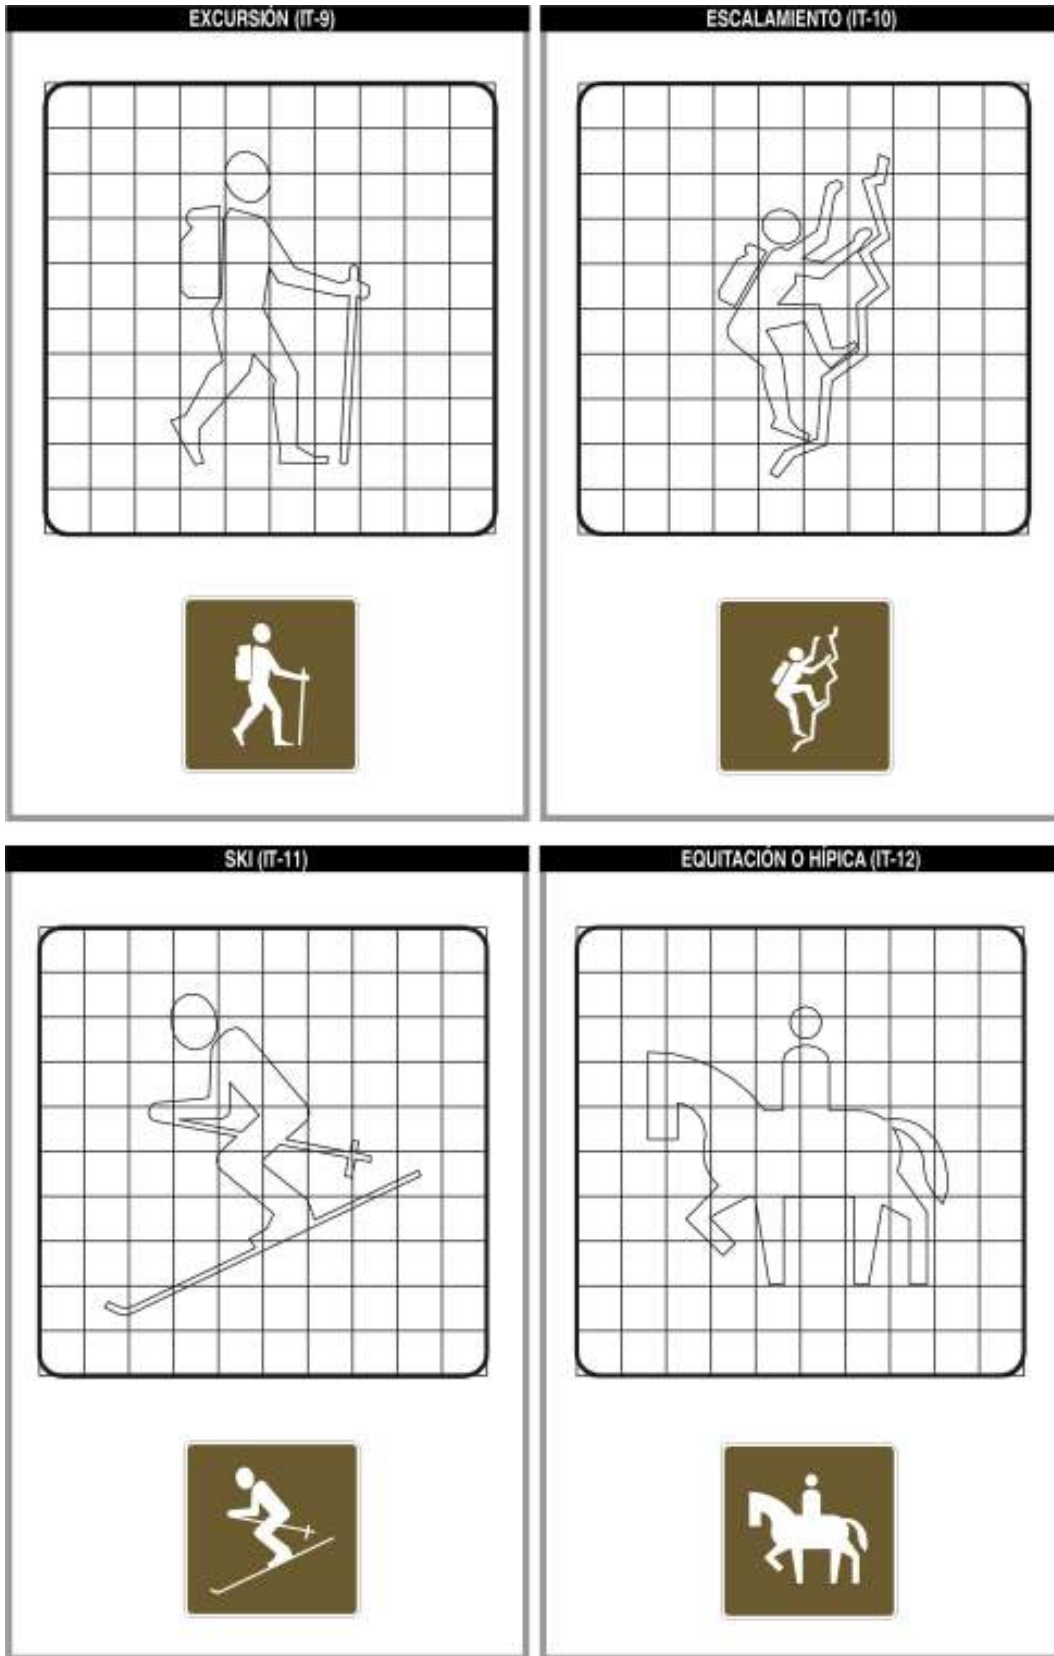 EXCURSIÓN (IT-9)
ESCALAMIENTO (IT-10)
SKI (IT-11)
EQUITACIÓN O HÍPICA (IT-12)